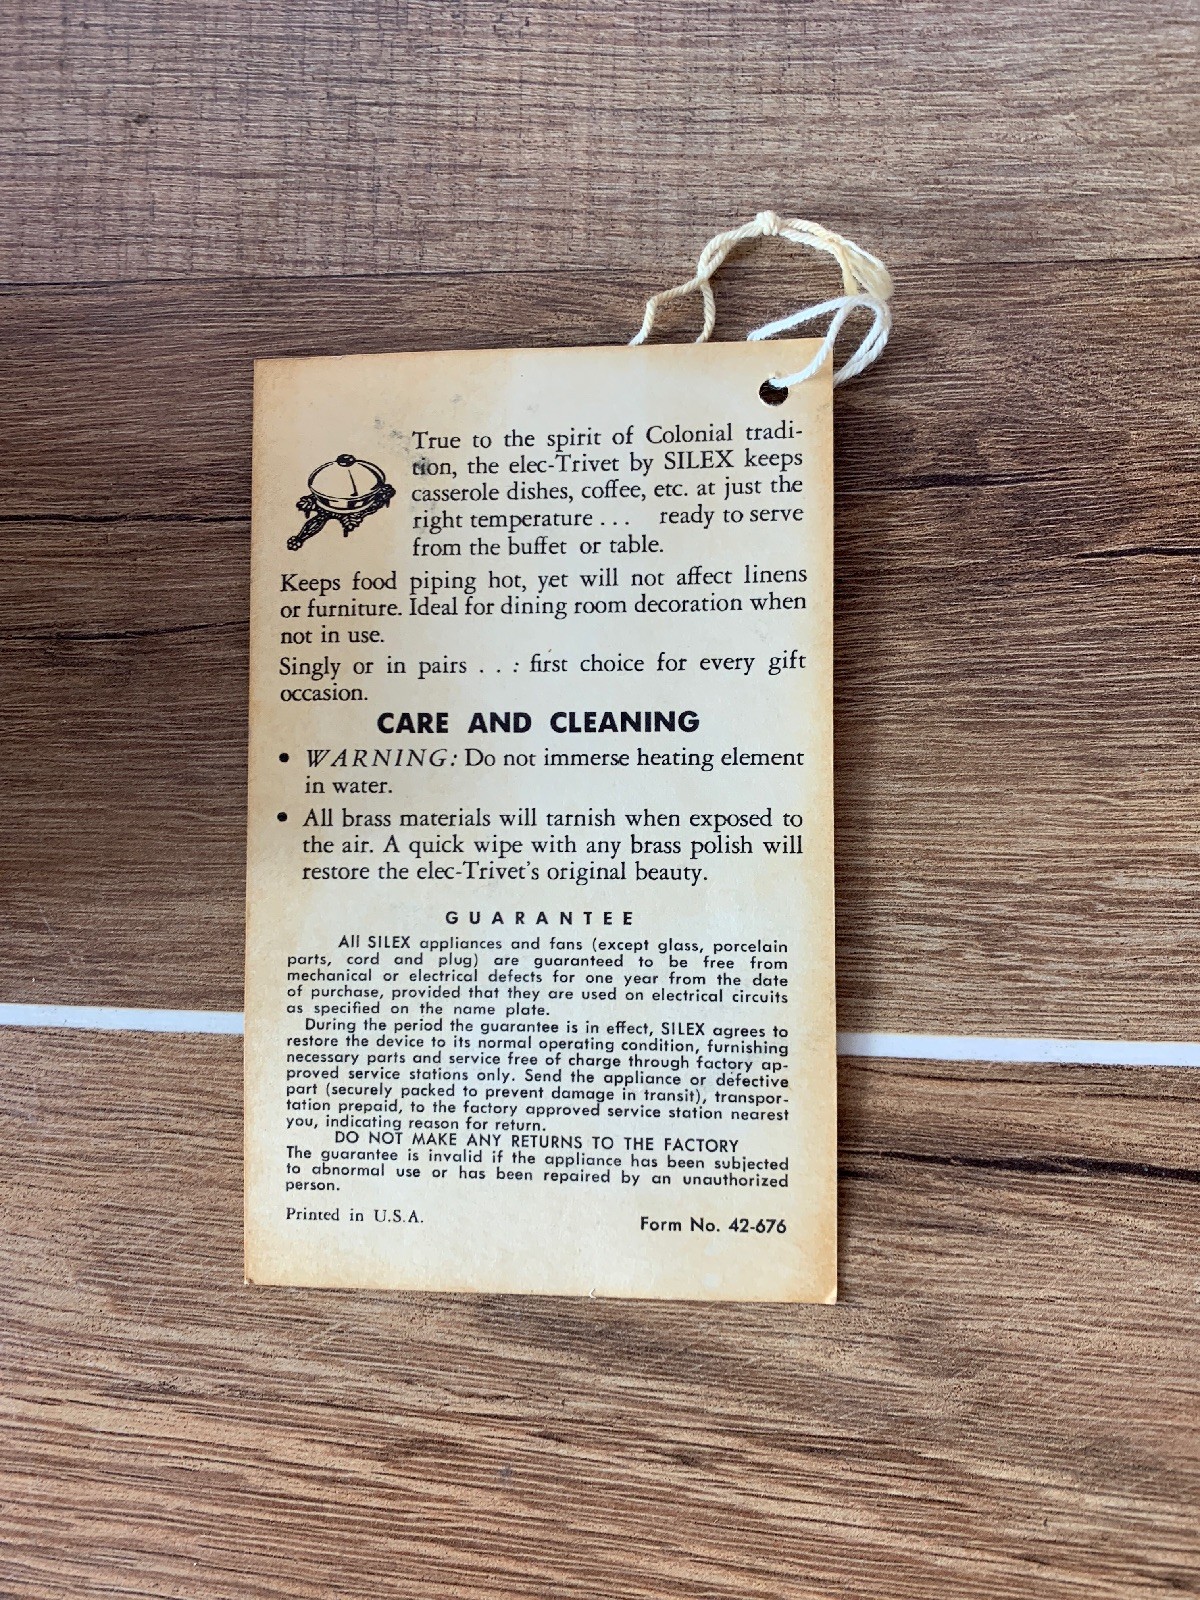 True to the spirit of Colonial tradi-
tion, the elec-Trivet by SILEX keeps
casserole dishes, coffee, etc. at just the
right temperature ... ready to serve
from the buffet or table.
Keeps food piping hot, yet will not affect linens
or furniture. Ideal for dining room decoration when
not in use.
Singly or in pairs . . : first choice for every gift
occasion.
CARE AND CLEANING
• WARNING: Do not immerse heating element
in water.
• All brass materials will tarnish when exposed to
the air. A quick wipe with any brass polish will
restore the elec-Trivet's original beauty.
GUARANTEE
All SILEX appliances and fans (except glass, porcelain
parts, cord and plug) are guaranteed to be free from
mechanical or electrical defects for one year from the date
of purchase, provided that they are used on electrical circuits
as specified on the name plate.
During the period the guarantee is in effect, SILEX agrees to
restore the device to its normal operating condition, furnishing
necessary parts and service free of charge through factory ap-
proved service stations only. Send the appliance or defective
part (securely packed to prevent damage in transit), transpor-
tation prepaid, to the factory approved service station nearest
you, indicating reason for return.
DO NOT MAKE ANY RETURNS TO THE FACTORY
The guarantee is invalid if the appliance has been subjected
to abnormal use or has been repaired by an unauthorized
person.
Printed in U.S.A.
Form No. 42-676